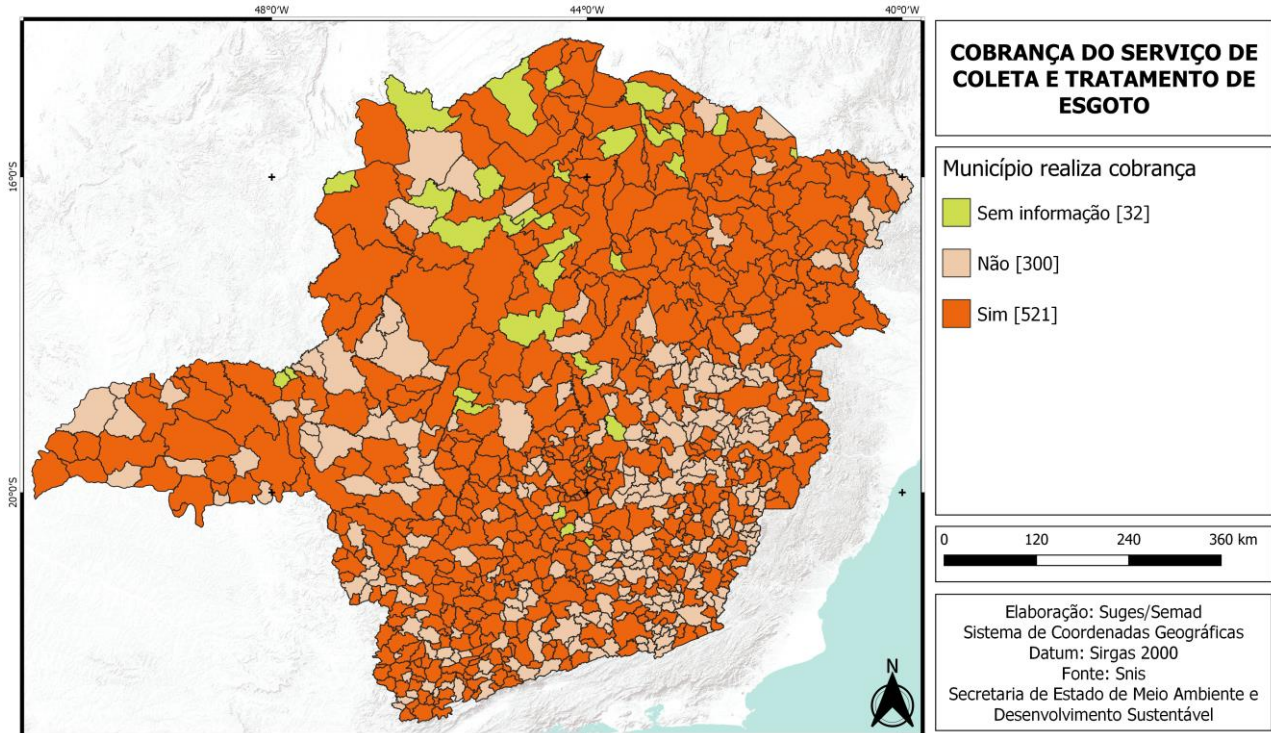 48°0'W 44°0'W 40°0'W
16°0'S
20°0'S
COBRANÇA DO SERVIÇO DE
COLETA E TRATAMENTO DE
ESGOTO
Município realiza cobrança
Sem informação [32]
Não [300]
Sim [521]
0 120 240 360 km
N
Elaboração: Suges/Semad
Sistema de Coordenadas Geográficas
Datum: Sirgas 2000
Fonte: Snis
Secretaria de Estado de Meio Ambiente e
Desenvolvimento Sustentável